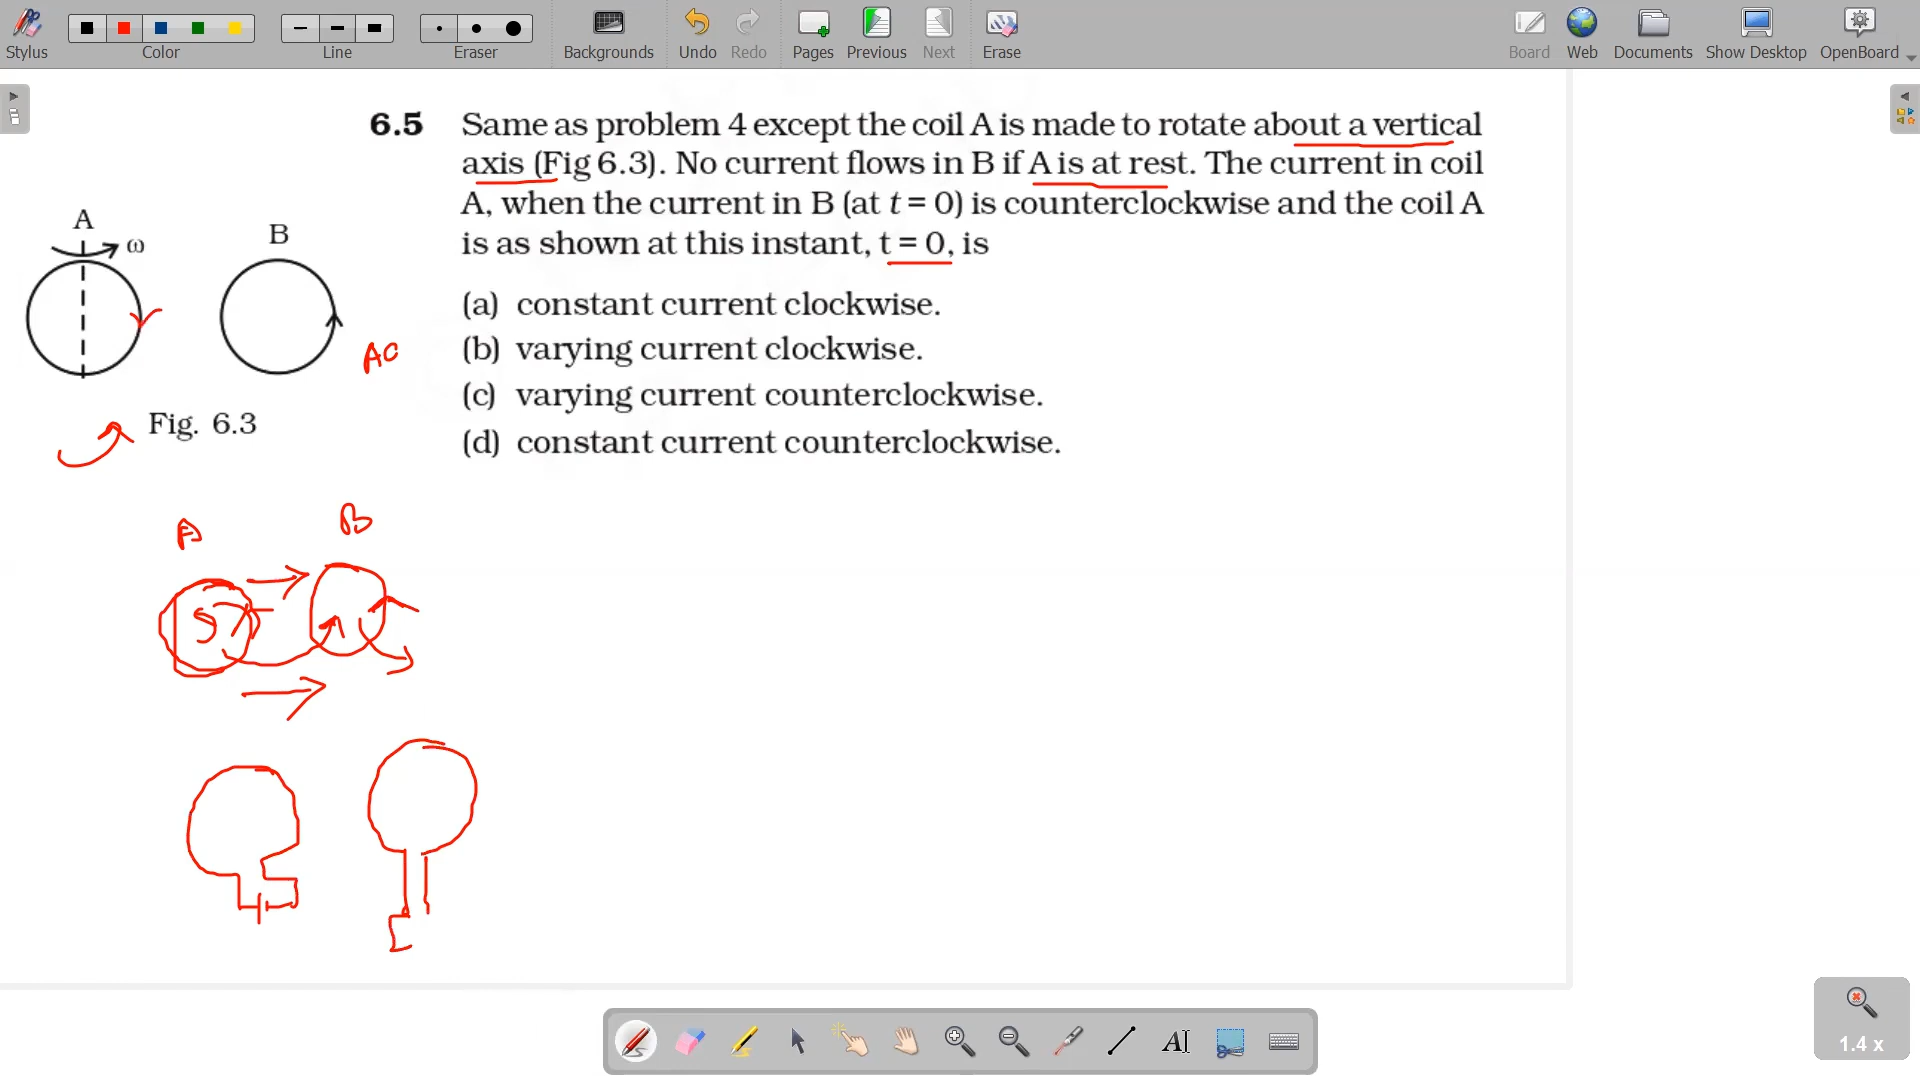 Stylus
Color
Line
Eraser
Backgrounds
Undo
Redo
Pages
Previous
Next
Erase
Board
Web
Documents
Show Desktop
OpenBoard
6.5 Same as problem 4 except the coil A is made to rotate about a vertical
axis (Fig 6.3). No current flows in B if A is at rest. The current in coil
A, when the current in B (at t = 0) is counterclockwise and the coil A
is as shown at this instant, t = 0, is
(a) constant current clockwise.
(b) varying current clockwise.
(c) varying current counterclockwise.
(d) constant current counterclockwise.
A
ω
B
Fig. 6.3
A
B
1.4 x